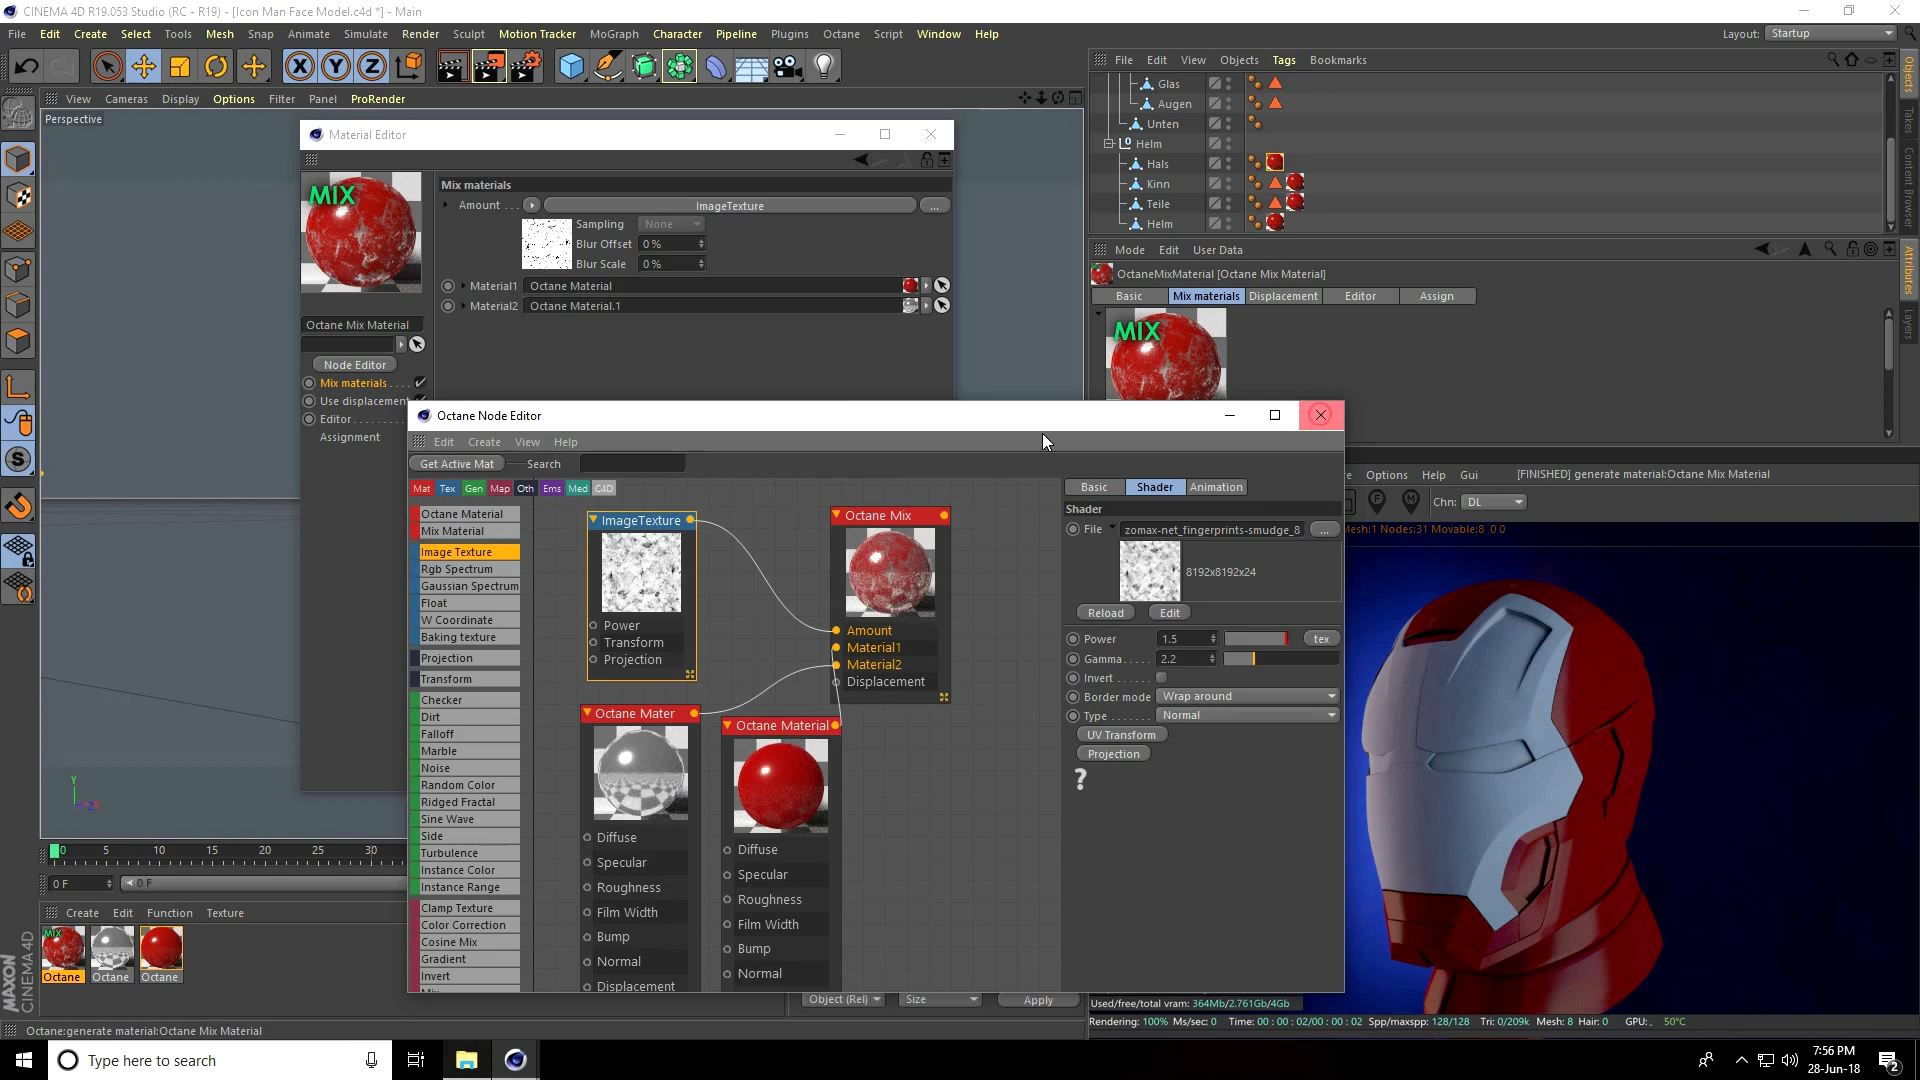 CINEMA 4D R19.053 Studio (RC - R19) - [Icon Man Face Model.c4d *] - Main
File Edit Create Select Tools Mesh Snap Animate Simulate Render Sculpt Motion Tracker MoGraph Character Pipeline Plugins Octane Script Window Help
Layout: Startup
View Cameras Display Options Filter Panel ProRender
Perspective
Material Editor
MIX
Mix materials
Amount . . . ImageTexture ...
Sampling None
Blur Offset 0 %
Blur Scale 0 %
Material1 Octane Material
Material2 Octane Material.1
Octane Mix Material
Node Editor
Mix materials . . . .
Use displacement
Editor . . . . . . . .
Assignment
File Edit View Objects Tags Bookmarks
Glas
Augen
Unten
Helm
Hals
Kinn
Teile
Helm
Objects
Takes
Content Browser
Attributes
Layers
Mode Edit User Data
OctaneMixMaterial [Octane Mix Material]
Basic Mix materials Displacement Editor Assign
MIX
Octane Node Editor
Edit Create View Help
Get Active Mat Search
Mat Tex Gen Map Oth Ems Med C4D
Octane Material
Mix Material
Image Texture
Rgb Spectrum
Gaussian Spectrum
Float
W Coordinate
Baking texture
Projection
Transform
Checker
Dirt
Falloff
Marble
Noise
Random Color
Ridged Fractal
Sine Wave
Side
Turbulence
Instance Color
Instance Range
Clamp Texture
Color Correction
Cosine Mix
Gradient
Invert
ImageTexture
Power
Transform
Projection
Octane Mix
Amount
Material1
Material2
Displacement
Octane Mater
Diffuse
Specular
Roughness
Film Width
Bump
Normal
Displacement
Octane Material
Diffuse
Specular
Roughness
Film Width
Bump
Normal
Basic Shader Animation
Shader
File zomax-net_fingerprints-smudge_8 ...
8192x8192x24
Reload Edit
Power 1.5 tex
Gamma . . . . . 2.2
Invert . . . . . .
Border mode Wrap around
Type . . . . . . Normal
UV Transform
Projection
?
Options Help Gui [FINISHED] generate material:Octane Mix Material
Chn: DL
Mesh:1 Nodes:31 Movable:8 0 0
Y
Z
0 5 10 15 20 25 30
0 F 0 F
Create Edit Function Texture
MIX
Octane Octane Octane
MAXON
CINEMA 4D
Object (Rel) Size Apply
Used/free/total vram: 364Mb/2.761Gb/4Gb
Rendering: 100% Ms/sec: 0 Time: 00 : 00 : 02/00 : 00 : 02 Spp/maxspp: 128/128 Tri: 0/209k Mesh: 8 Hair: 0 GPU: 50°C
Octane:generate material:Octane Mix Material
Type here to search
7:56 PM
28-Jun-18
2